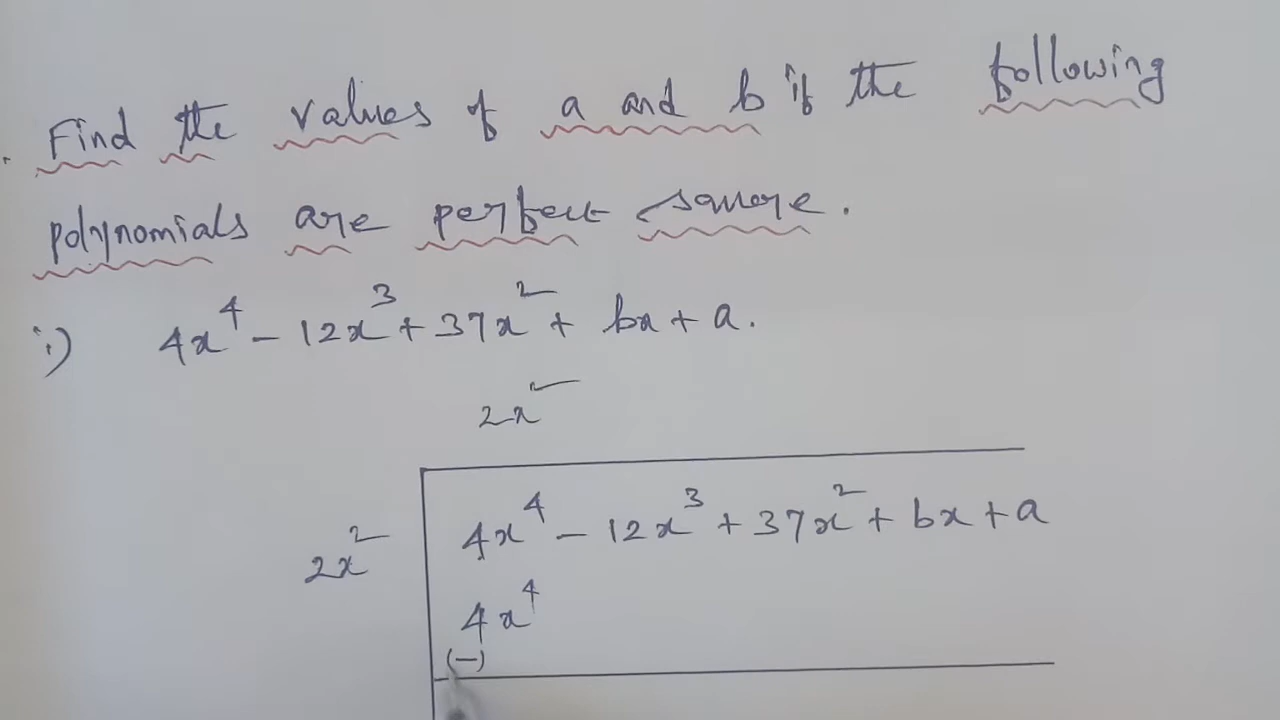 Find the values of a and b if the following
polynomials are perfect square.
i) 4x⁴ - 12x³ + 37x² + bx + a.
2x²
2x² 4x⁴ - 12x³ + 37x² + bx + a
4x⁴
(-)